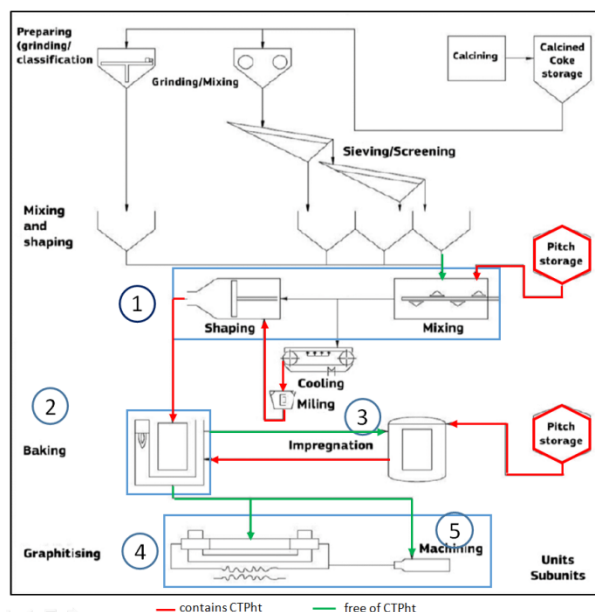 Preparing
(grinding/
classification
Grinding/Mixing
Calcining
Calcined
Coke
storage
Sieving/Screening
Mixing
and
shaping
Pitch
storage
1
Shaping
Mixing
Cooling
M
Miling
2
3
Baking
Impregnation
Pitch
storage
Graphitising
4
5
Machining
Units
Subunits
contains CTPht
free of CTPht